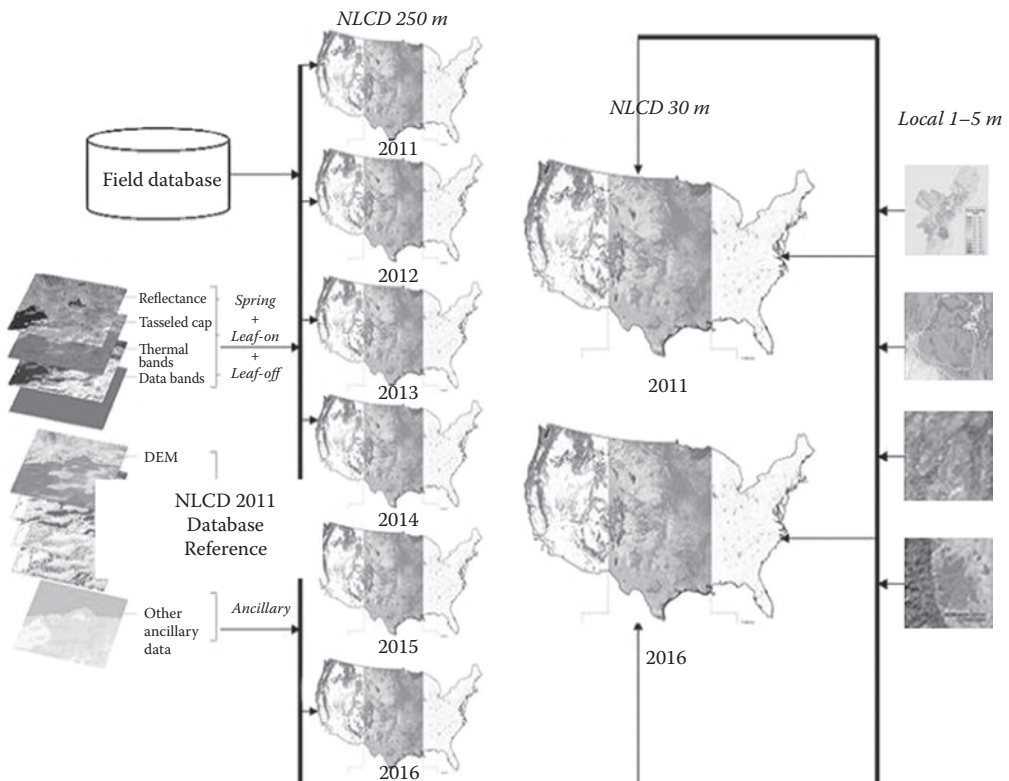 NLCD 250 m
NLCD 30 m
Local 1–5 m
Field database
Reflectance
Tasseled cap
Thermal
bands
Data bands
Spring
+
Leaf-on
+
Leaf-off
DEM
NLCD 2011
Database
Reference
Other
ancillary
data
Ancillary
2011
2012
2013
2014
2015
2016
2011
2016